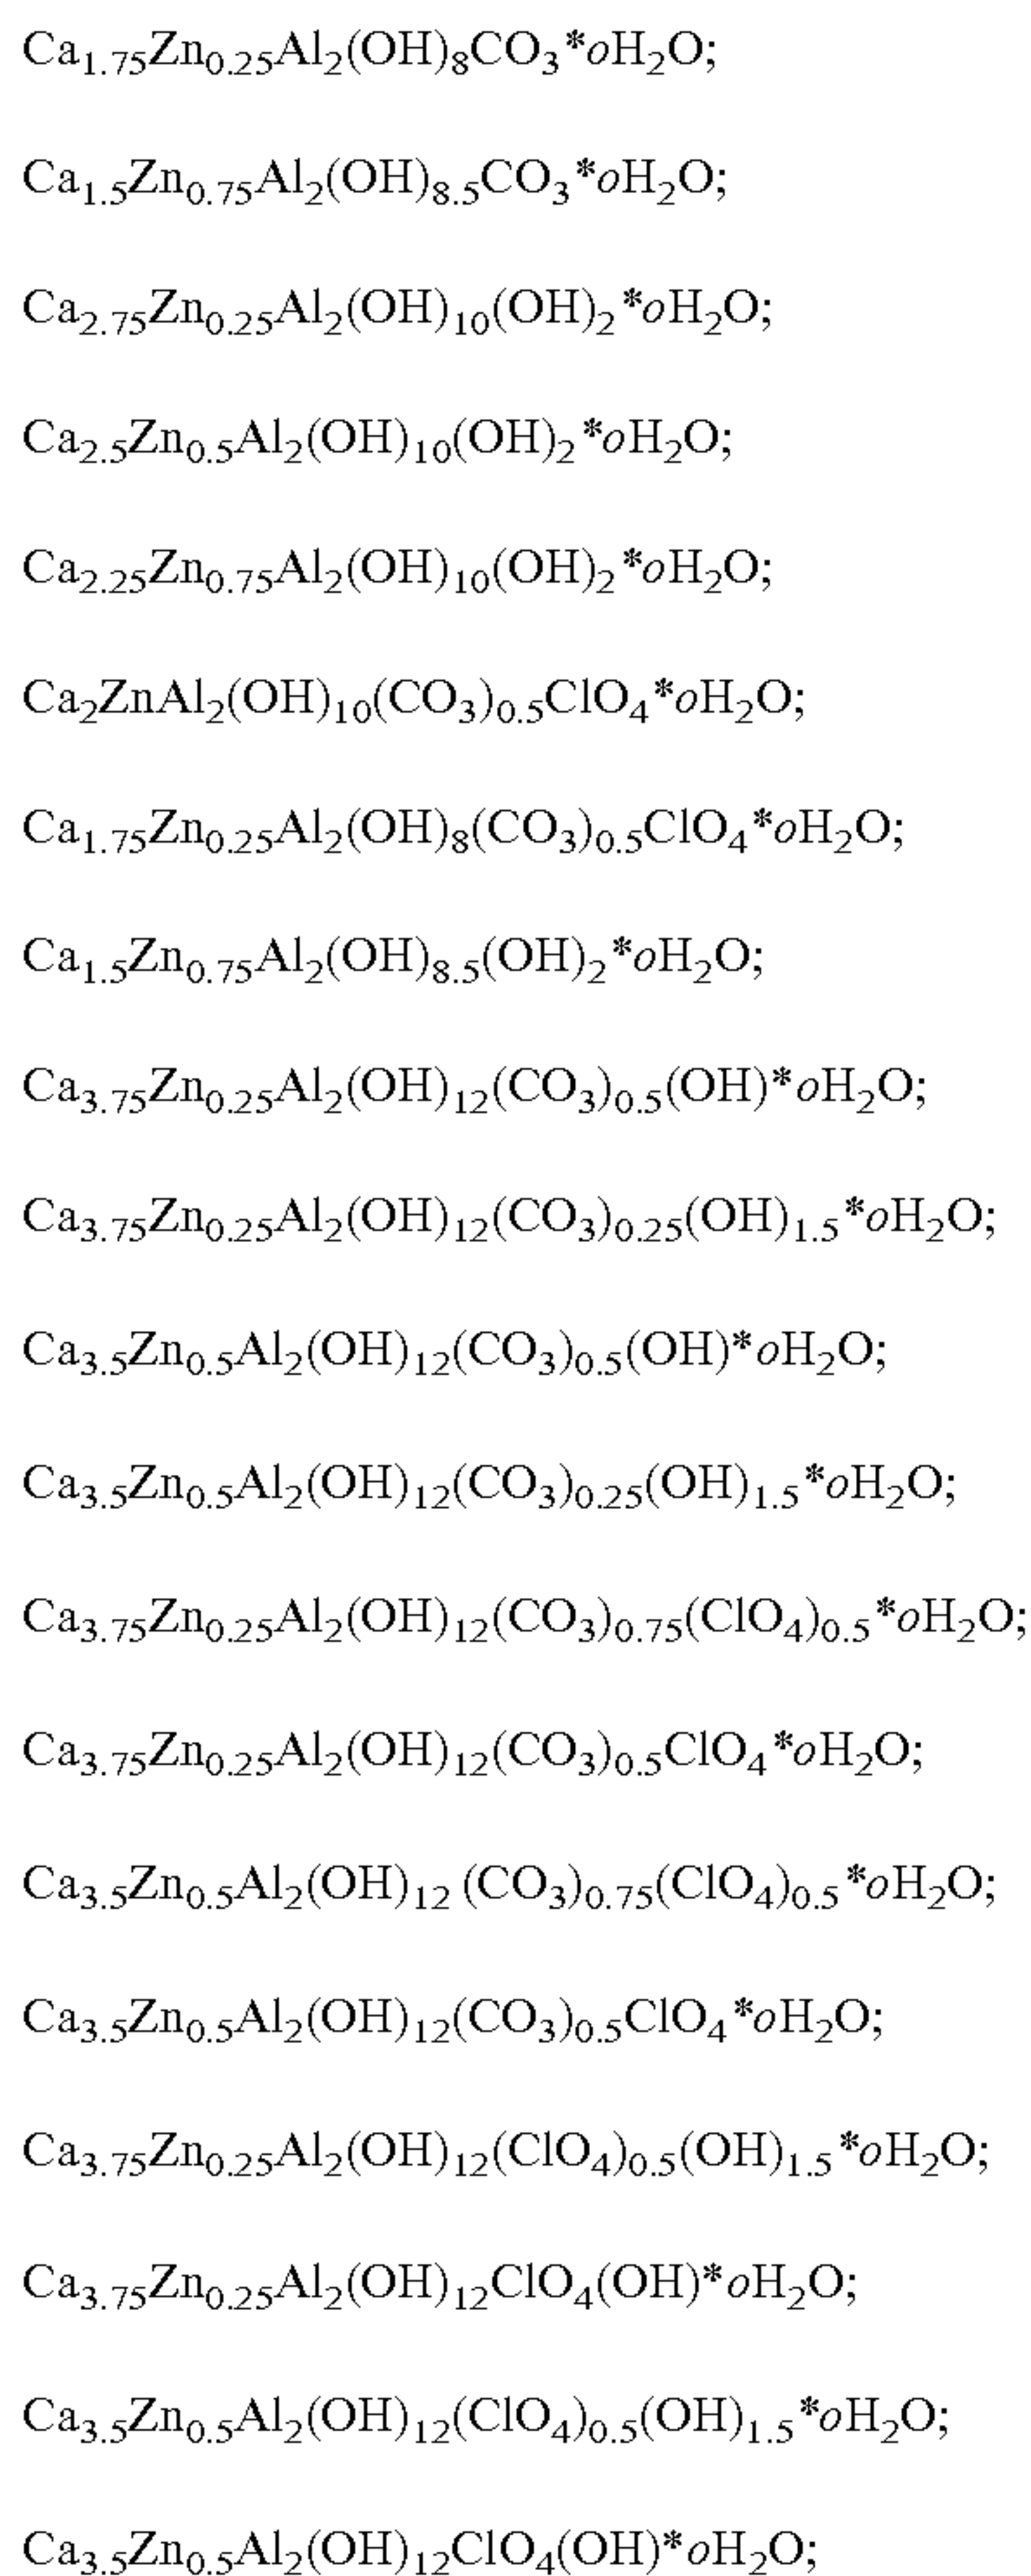 Ca₁.₇₅Zn₀.₂₅Al₂(OH)₈CO₃*oH₂O;
Ca₁.₅Zn₀.₇₅Al₂(OH)₈.₅CO₃*oH₂O;
Ca₂.₇₅Zn₀.₂₅Al₂(OH)₁₀(OH)₂*oH₂O;
Ca₂.₅Zn₀.₅Al₂(OH)₁₀(OH)₂*oH₂O;
Ca₂.₂₅Zn₀.₇₅Al₂(OH)₁₀(OH)₂*oH₂O;
Ca₂ZnAl₂(OH)₁₀(CO₃)₀.₅ClO₄*oH₂O;
Ca₁.₇₅Zn₀.₂₅Al₂(OH)₈(CO₃)₀.₅ClO₄*oH₂O;
Ca₁.₅Zn₀.₇₅Al₂(OH)₈.₅(OH)₂*oH₂O;
Ca₃.₇₅Zn₀.₂₅Al₂(OH)₁₂(CO₃)₀.₅(OH)*oH₂O;
Ca₃.₇₅Zn₀.₂₅Al₂(OH)₁₂(CO₃)₀.₂₅(OH)₁.₅*oH₂O;
Ca₃.₅Zn₀.₅Al₂(OH)₁₂(CO₃)₀.₅(OH)*oH₂O;
Ca₃.₅Zn₀.₅Al₂(OH)₁₂(CO₃)₀.₂₅(OH)₁.₅*oH₂O;
Ca₃.₇₅Zn₀.₂₅Al₂(OH)₁₂(CO₃)₀.₇₅(ClO₄)₀.₅*oH₂O;
Ca₃.₇₅Zn₀.₂₅Al₂(OH)₁₂(CO₃)₀.₅ClO₄*oH₂O;
Ca₃.₅Zn₀.₅Al₂(OH)₁₂ (CO₃)₀.₇₅(ClO₄)₀.₅*oH₂O;
Ca₃.₅Zn₀.₅Al₂(OH)₁₂(CO₃)₀.₅ClO₄*oH₂O;
Ca₃.₇₅Zn₀.₂₅Al₂(OH)₁₂(ClO₄)₀.₅(OH)₁.₅*oH₂O;
Ca₃.₇₅Zn₀.₂₅Al₂(OH)₁₂ClO₄(OH)*oH₂O;
Ca₃.₅Zn₀.₅Al₂(OH)₁₂(ClO₄)₀.₅(OH)₁.₅*oH₂O;
Ca₃.₅Zn₀.₅Al₂(OH)₁₂ClO₄(OH)*oH₂O;